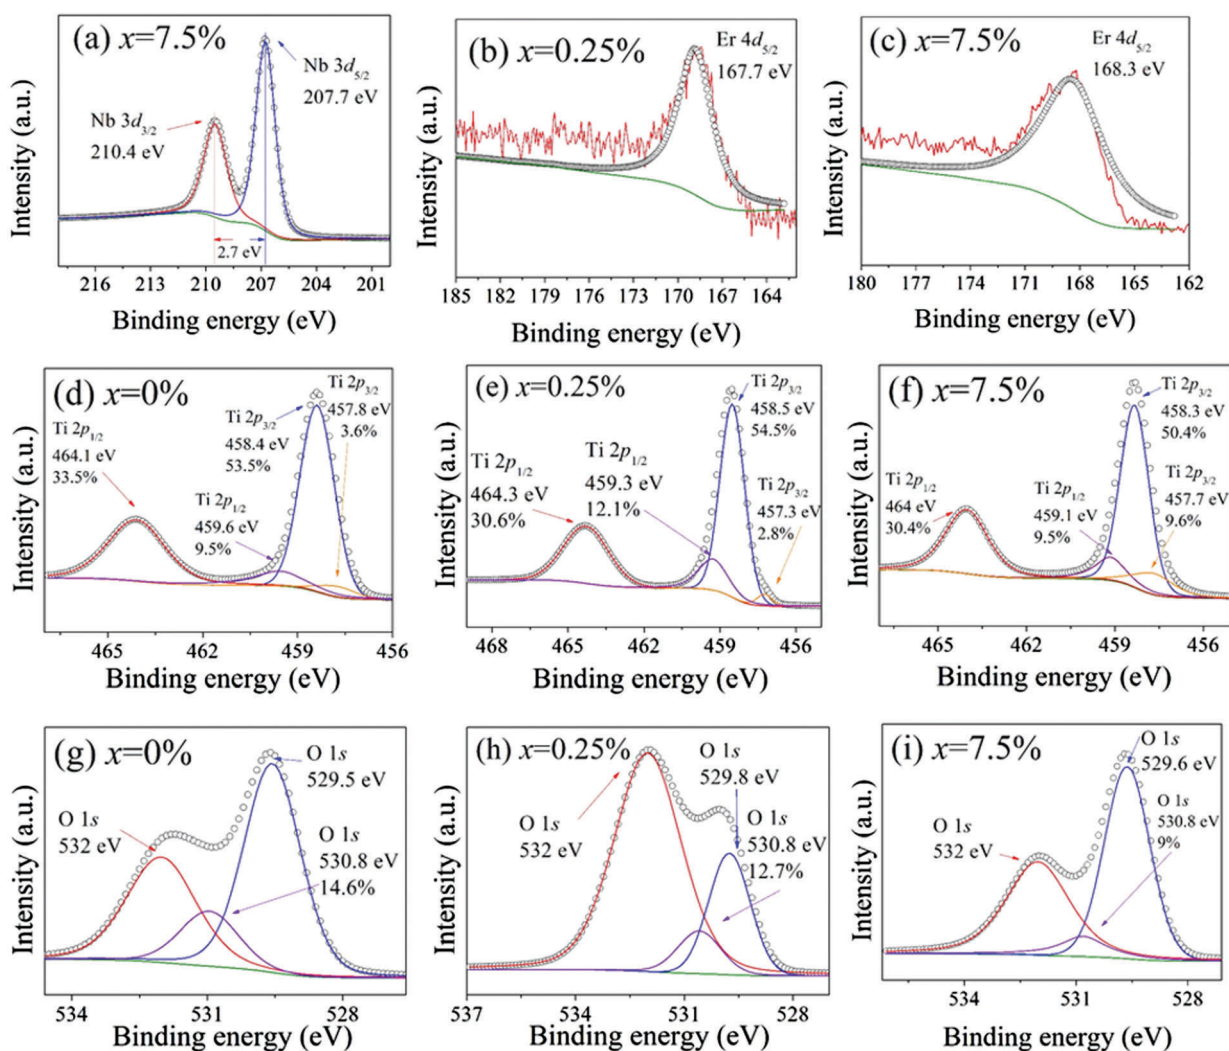 (a) x=7.5%
Nb 3d5/2
207.7 eV
Nb 3d3/2
210.4 eV
2.7 eV
216 213 210 207 204 201
Binding energy (eV)
Intensity (a.u.)
(b) x=0.25%
Er 4d5/2
167.7 eV
185 182 179 176 173 170 167 164
Binding energy (eV)
Intensity (a.u.)
(c) x=7.5%
Er 4d5/2
168.3 eV
180 177 174 171 168 165 162
Binding energy (eV)
Intensity (a.u.)
(d) x=0%
Ti 2p1/2
464.1 eV
33.5%
Ti 2p3/2
458.4 eV
53.5%
Ti 2p3/2
457.8 eV
3.6%
Ti 2p1/2
459.6 eV
9.5%
465 462 459 456
Binding energy (eV)
Intensity (a.u.)
(e) x=0.25%
Ti 2p3/2
458.5 eV
54.5%
Ti 2p1/2
464.3 eV
30.6%
Ti 2p1/2
459.3 eV
12.1%
Ti 2p3/2
457.3 eV
2.8%
468 465 462 459 456
Binding energy (eV)
Intensity (a.u.)
(f) x=7.5%
Ti 2p3/2
458.3 eV
50.4%
Ti 2p1/2
464 eV
30.4%
Ti 2p1/2
459.1 eV
9.5%
Ti 2p3/2
457.7 eV
9.6%
465 462 459 456
Binding energy (eV)
Intensity (a.u.)
(g) x=0%
O 1s
529.5 eV
O 1s
532 eV
O 1s
530.8 eV
14.6%
534 531 528
Binding energy (eV)
Intensity (a.u.)
(h) x=0.25%
O 1s
529.8 eV
O 1s
532 eV
O 1s
530.8 eV
12.7%
537 534 531 528
Binding energy (eV)
Intensity (a.u.)
(i) x=7.5%
O 1s
529.6 eV
O 1s
532 eV
O 1s
530.8 eV
9%
534 531 528
Binding energy (eV)
Intensity (a.u.)